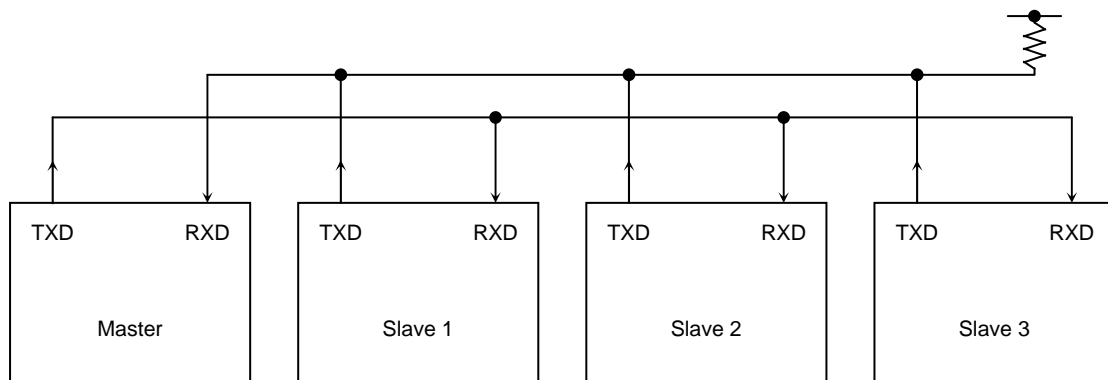 TXD RXD TXD RXD TXD RXD TXD RXD
Master Slave 1 Slave 2 Slave 3